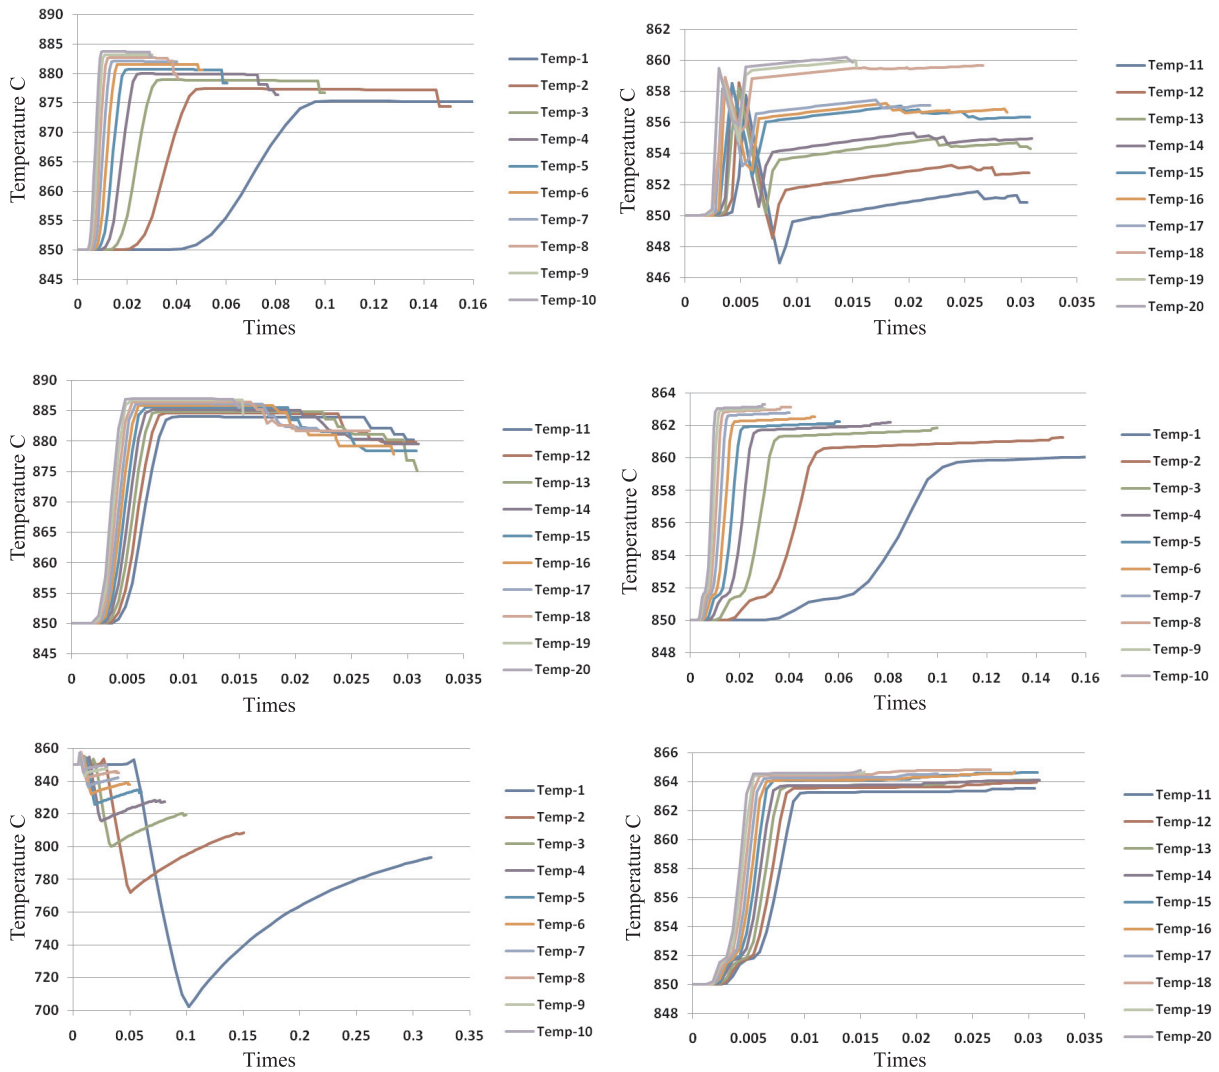 890
885
880
875
870
865
860
855
850
845
Temperature C
0 0.02 0.04 0.06 0.08 0.1 0.12 0.14 0.16
Times
Temp-1
Temp-2
Temp-3
Temp-4
Temp-5
Temp-6
Temp-7
Temp-8
Temp-9
Temp-10
862
860
858
856
854
852
850
848
846
Temperature C
0 0.005 0.01 0.015 0.02 0.025 0.03 0.035
Times
Temp-11
Temp-12
Temp-13
Temp-14
Temp-15
Temp-16
Temp-17
Temp-18
Temp-19
Temp-20
890
885
880
875
870
865
860
855
850
845
Temperature C
0 0.005 0.01 0.015 0.02 0.025 0.03 0.035
Times
Temp-11
Temp-12
Temp-13
Temp-14
Temp-15
Temp-16
Temp-17
Temp-18
Temp-19
Temp-20
864
862
860
858
856
854
852
850
848
Temperature C
0 0.02 0.04 0.06 0.08 0.1 0.12 0.14 0.16
Times
Temp-1
Temp-2
Temp-3
Temp-4
Temp-5
Temp-6
Temp-7
Temp-8
Temp-9
Temp-10
860
840
820
800
780
760
740
720
700
Temperature C
0 0.05 0.1 0.15 0.2 0.25 0.3 0.35
Times
Temp-1
Temp-2
Temp-3
Temp-4
Temp-5
Temp-6
Temp-7
Temp-8
Temp-9
Temp-10
866
864
862
860
858
856
854
852
850
848
Temperature C
0 0.005 0.01 0.015 0.02 0.025 0.03 0.035
Times
Temp-11
Temp-12
Temp-13
Temp-14
Temp-15
Temp-16
Temp-17
Temp-18
Temp-19
Temp-20